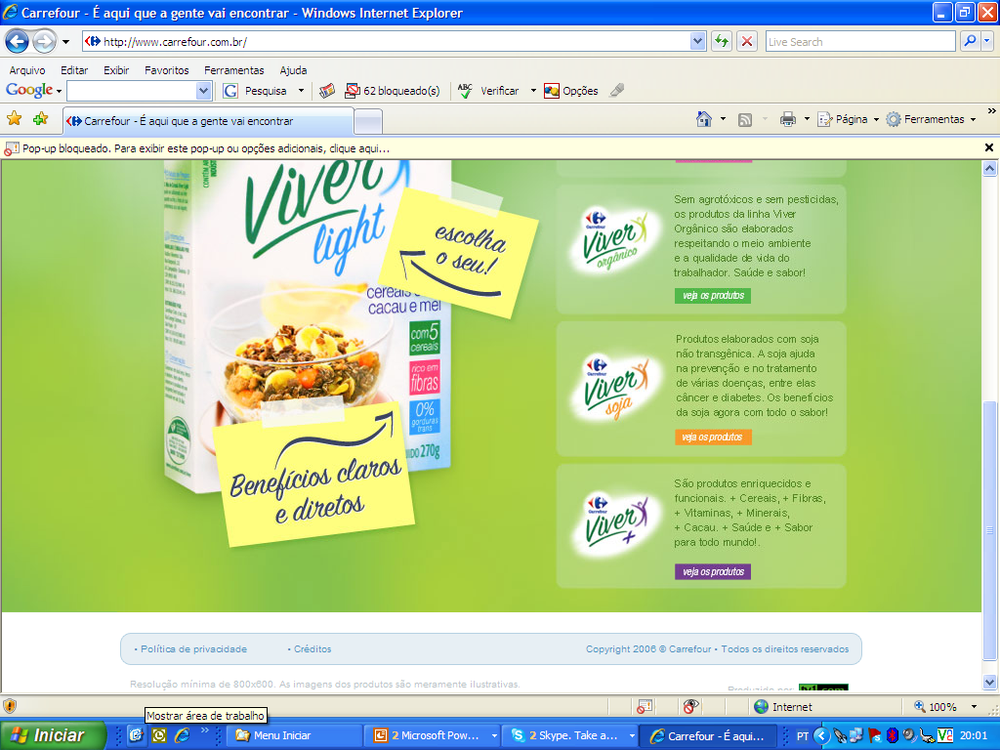 Carrefour - É aqui que a gente vai encontrar - Windows Internet Explorer
http://www.carrefour.com.br/
Live Search
Arquivo Editar Exibir Favoritos Ferramentas Ajuda
Google Pesquisa 62 bloqueado(s) ABC Verificar Opções
Carrefour - É aqui que a gente vai encontrar
Página Ferramentas
Pop-up bloqueado. Para exibir este pop-up ou opções adicionais, clique aqui...
Viver
light
escolha
o seu!
cereais
cacau e mel
com 5
cereais
rico em
fibras
0%
gorduras
trans
270g
Benefícios claros
e diretos
Carrefour
Viver
orgânico
Sem agrotóxicos e sem pesticidas,
os produtos da linha Viver
Orgânico são elaborados
respeitando o meio ambiente
e a qualidade de vida do
trabalhador. Saúde e sabor!
veja os produtos
Carrefour
Viver
soja
Produtos elaborados com soja
não transgênica. A soja ajuda
na prevenção e no tratamento
de várias doenças, entre elas
câncer e diabetes. Os benefícios
da soja agora com todo o sabor!
veja os produtos
Carrefour
Viver
+
São produtos enriquecidos e
funcionais. + Cereais, + Fibras,
+ Vitaminas, + Minerais,
+ Cacau. + Saúde e + Sabor
para todo mundo!.
veja os produtos
• Política de privacidade • Créditos Copyright 2006 © Carrefour • Todos os direitos reservados
Resolução mínima de 800x600. As imagens dos produtos são meramente ilustrativas.
Produzido por:
Internet 100%
Mostrar área de trabalho
Iniciar Menu Iniciar 2 Microsoft Pow... 2 Skype. Take a... Carrefour - É aqui... PT 20:01